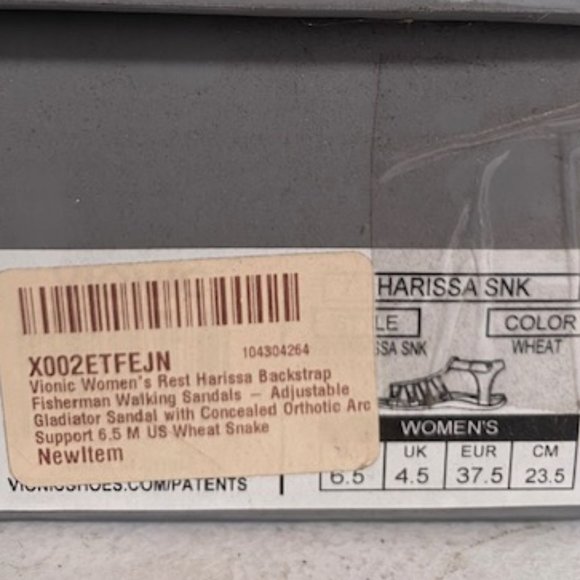 X002ETFEJN 104304264
Vionic Women's Rest Harissa Backstrap
Fisherman Walking Sandals — Adjustable
Gladiator Sandal with Concealed Orthotic Arc
Support 6.5 M US Wheat Snake
NewItem
HARISSA SNK
LE COLOR
SSA SNK WHEAT
WOMEN'S
UK EUR CM
6.5 4.5 37.5 23.5
VIONICSHOES.COM/PATENTS